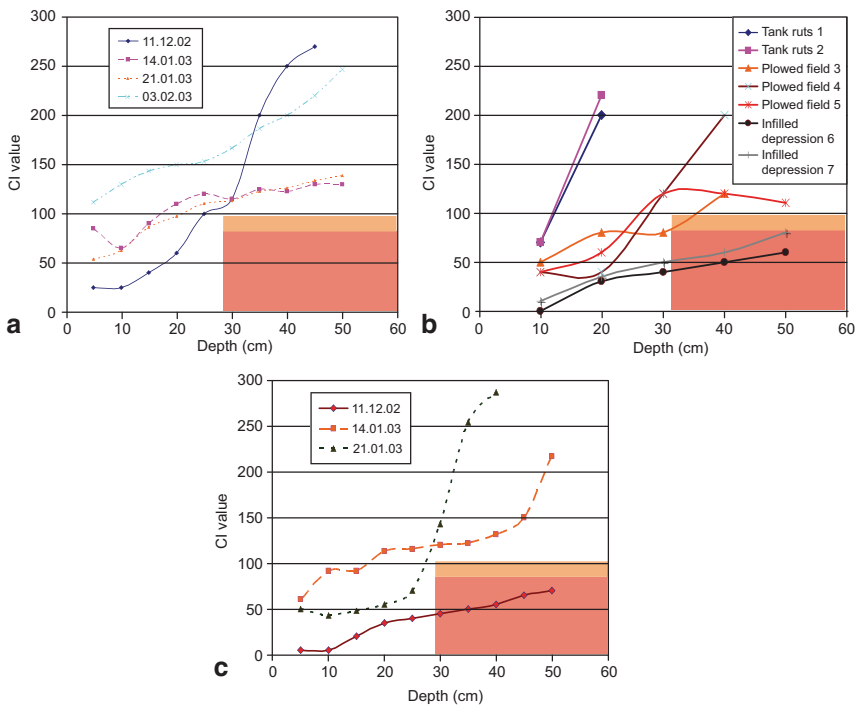 300
250
200
150
100
50
0
CI value
11.12.02
14.01.03
21.01.03
03.02.03
0 10 20 30 40 50 60
Depth (cm)
a
300
250
200
150
100
50
0
CI value
Tank ruts 1
Tank ruts 2
Plowed field 3
Plowed field 4
Plowed field 5
Infilled
depression 6
Infilled
depression 7
0 10 20 30 40 50 60
Depth (cm)
b
300
250
200
150
100
50
0
CI value
11.12.02
14.01.03
21.01.03
0 10 20 30 40 50 60
Depth (cm)
c